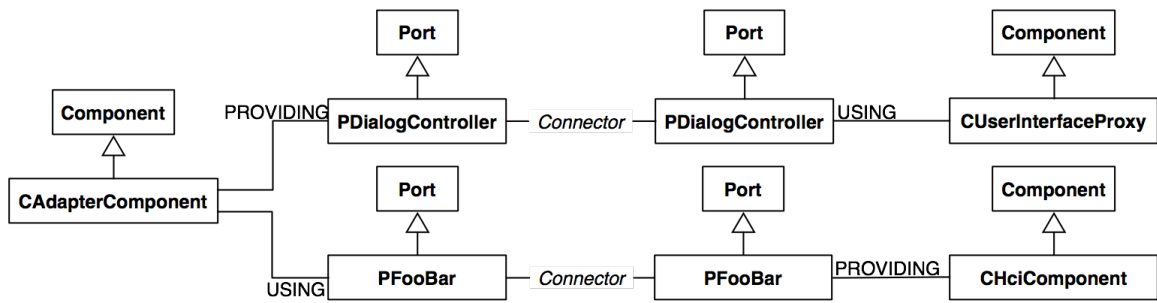 Port
Port
Component
Component
PROVIDING
PDialogController
Connector
PDialogController
USING
CUserInterfaceProxy
CAdapterComponent
Port
Port
Component
USING
PFooBar
Connector
PFooBar
PROVIDING
CHciComponent